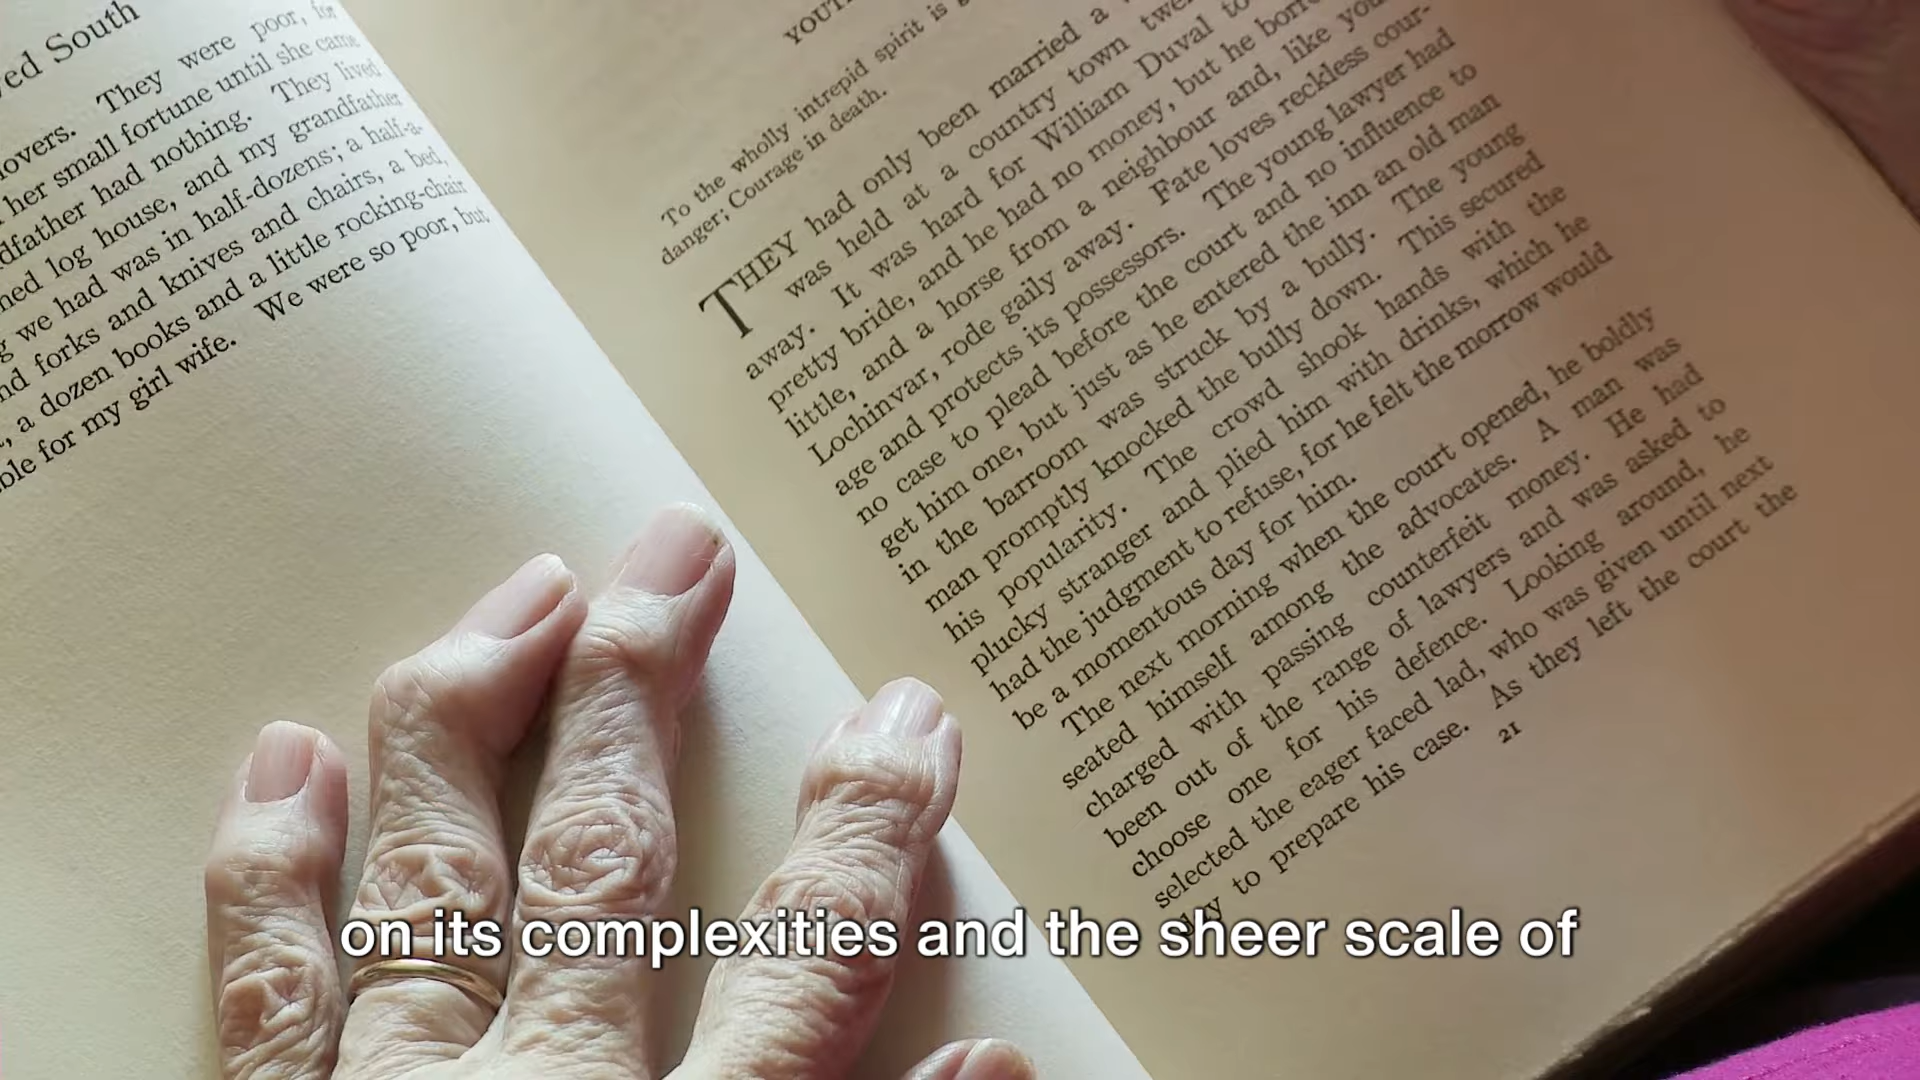 ved South
lovers. They were poor, for
her small fortune until she came
dfather had nothing. They lived
ned log house, and my grandfather
g we had was in half-dozens; a half-a-
nd forks and knives and chairs, a bed,
, a dozen books and a little rocking-chair
ble for my girl wife. We were so poor, but
YOUT
To the wholly intrepid spirit is
danger; Courage in death.
THEY had only been married a
was held at a country town twe
away. It was hard for William Duval to
pretty bride, and he had no money, but he borro
little, and a horse from a neighbour and, like you
Lochinvar, rode gaily away. Fate loves reckless cour-
age and protects its possessors. The young lawyer had
no case to plead before the court and no influence to
get him one, but just as he entered the inn an old man
in the barroom was struck by a bully. The young
man promptly knocked the bully down. This secured
his popularity. The crowd shook hands with the
plucky stranger and plied him with drinks, which he
had the judgment to refuse, for he felt the morrow would
be a momentous day for him.
The next morning when the court opened, he boldly
seated himself among the advocates. A man was
charged with passing counterfeit money. He had
been out of the range of lawyers and was asked to
choose one for his defence. Looking around, he
selected the eager faced lad, who was given until next
to prepare his case. As they left the court the
21
on its complexities and the sheer scale of